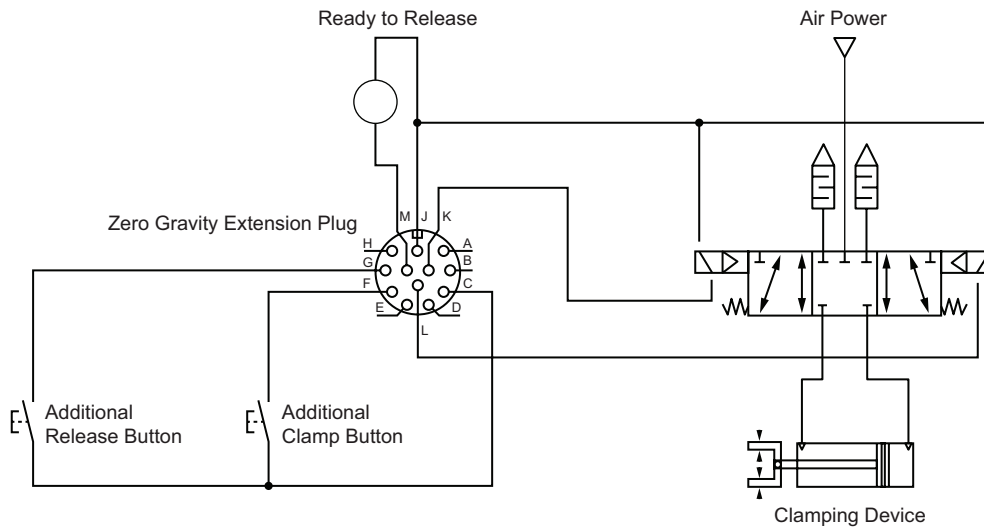 Ready to Release
Air Power
Zero Gravity Extension Plug
M
J
K
H
A
G
B
F
C
E
D
L
Additional
Release Button
Additional
Clamp Button
Clamping Device